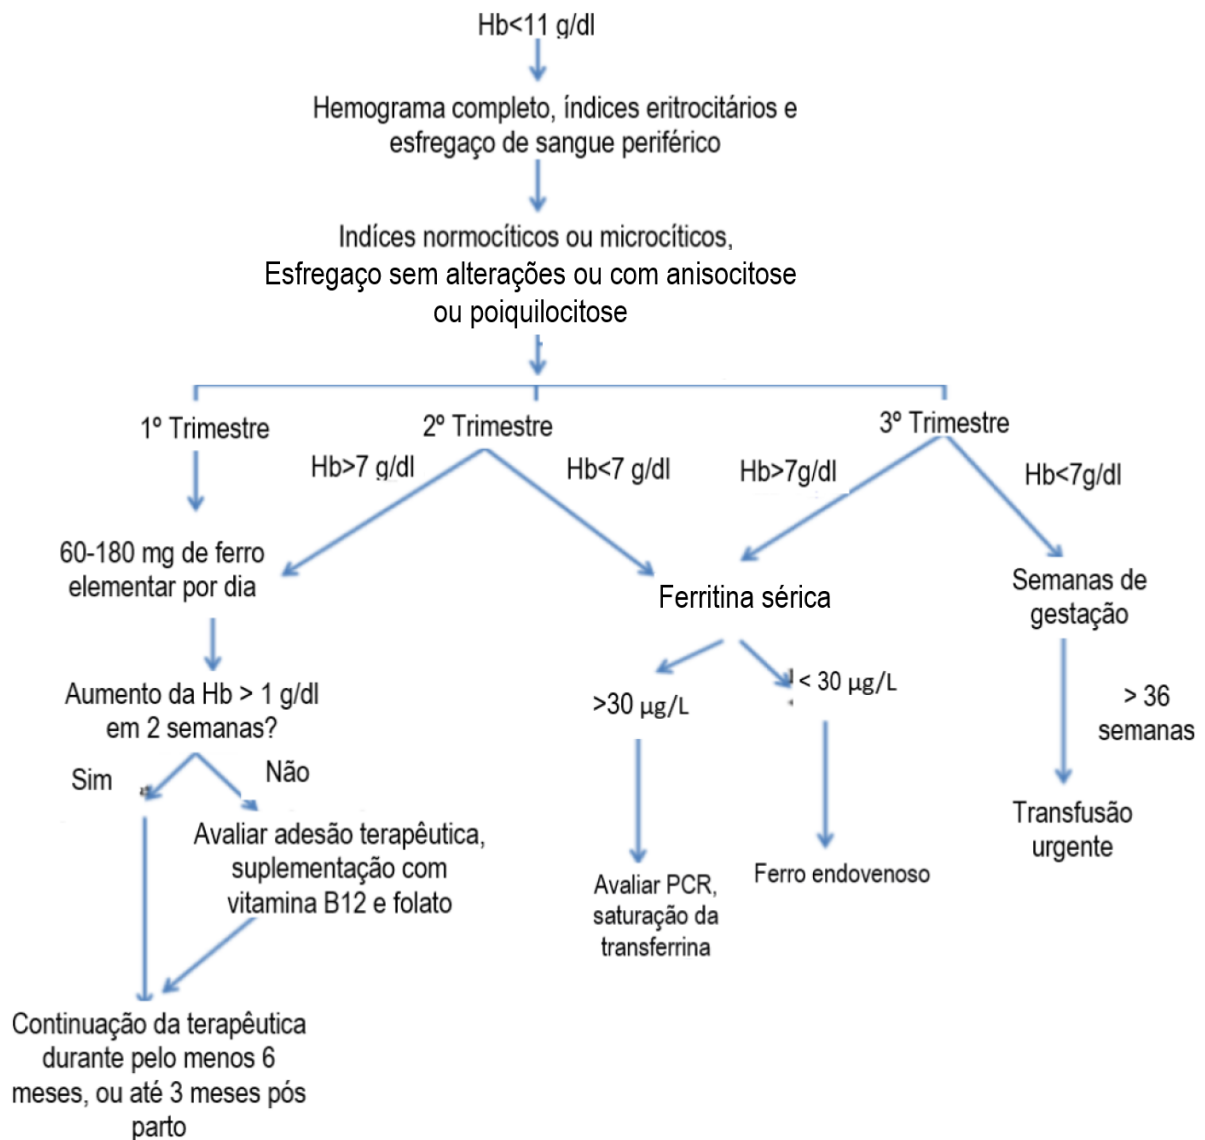 Hb<11 g/dl
Hemograma completo, índices eritrocitários e
esfregaço de sangue periférico
Indíces normocíticos ou microcíticos,
Esfregaço sem alterações ou com anisocitose
ou poiquilocitose
1º Trimestre
2º Trimestre
3º Trimestre
Hb>7 g/dl
Hb<7 g/dl
Hb>7g/dl
Hb<7g/dl
60-180 mg de ferro
elementar por dia
Ferritina sérica
Semanas de
gestação
Aumento da Hb > 1 g/dl
em 2 semanas?
>30 µg/L
< 30 µg/L
> 36
semanas
Sim
Não
Avaliar adesão terapêutica,
suplementação com
vitamina B12 e folato
Avaliar PCR,
saturação da
transferrina
Ferro endovenoso
Transfusão
urgente
Continuação da terapêutica
durante pelo menos 6
meses, ou até 3 meses pós
parto